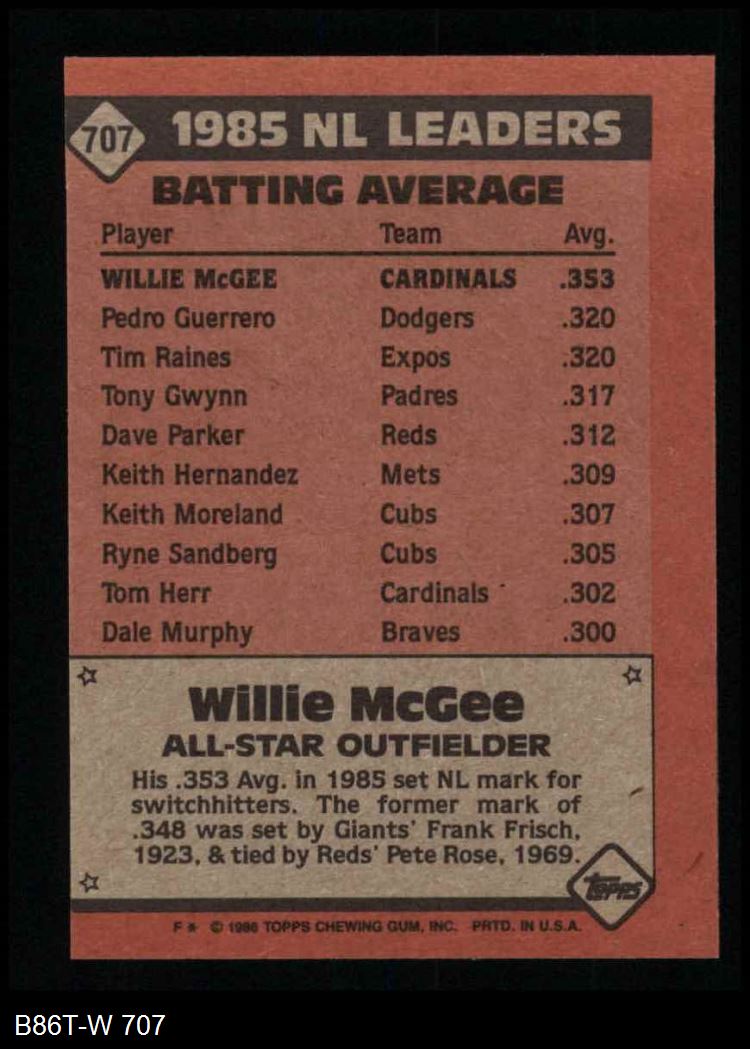 707
1985 NL LEADERS
BATTING AVERAGE
Player Team Avg.
WILLIE McGEE CARDINALS .353
Pedro Guerrero Dodgers .320
Tim Raines Expos .320
Tony Gwynn Padres .317
Dave Parker Reds .312
Keith Hernandez Mets .309
Keith Moreland Cubs .307
Ryne Sandberg Cubs .305
Tom Herr Cardinals .302
Dale Murphy Braves .300
Willie McGee
ALL-STAR OUTFIELDER
His .353 Avg. in 1985 set NL mark for
switchhitters. The former mark of
.348 was set by Giants' Frank Frisch,
1923, & tied by Reds' Pete Rose, 1969.
Topps
F * © 1986 TOPPS CHEWING GUM, INC. PRTD. IN U.S.A.
B86T-W 707